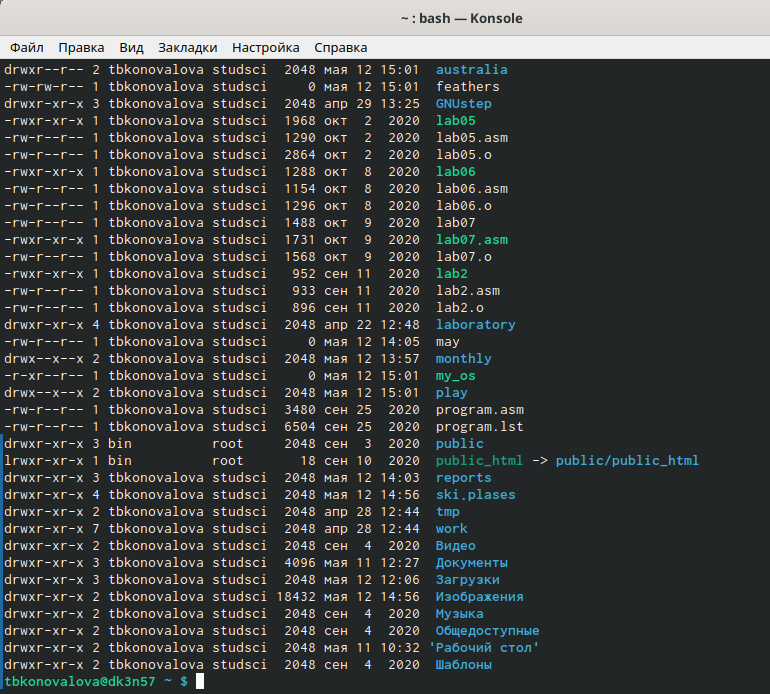 ~ : bash — Konsole
Файл Правка Вид Закладки Настройка Справка
drwxr--r-- 2 tbkonovalova studsci  2048 мая 12 15:01  australia
-rw-rw-r-- 1 tbkonovalova studsci     0 мая 12 15:01  feathers
drwxr-xr-x 3 tbkonovalova studsci  2048 апр 29 13:25  GNUstep
-rwxr-xr-x 1 tbkonovalova studsci  1968 окт  2  2020  lab05
-rw-r--r-- 1 tbkonovalova studsci  1290 окт  2  2020  lab05.asm
-rw-r--r-- 1 tbkonovalova studsci  2864 окт  2  2020  lab05.o
-rwxr-xr-x 1 tbkonovalova studsci  1288 окт  8  2020  lab06
-rw-r--r-- 1 tbkonovalova studsci  1154 окт  8  2020  lab06.asm
-rw-r--r-- 1 tbkonovalova studsci  1296 окт  8  2020  lab06.o
-rw-r--r-- 1 tbkonovalova studsci  1488 окт  9  2020  lab07
-rwxr-xr-x 1 tbkonovalova studsci  1731 окт  9  2020  lab07.asm
-rw-r--r-- 1 tbkonovalova studsci  1568 окт  9  2020  lab07.o
-rwxr-xr-x 1 tbkonovalova studsci   952 сен 11  2020  lab2
-rw-r--r-- 1 tbkonovalova studsci   933 сен 11  2020  lab2.asm
-rw-r--r-- 1 tbkonovalova studsci   896 сен 11  2020  lab2.o
drwxr-xr-x 4 tbkonovalova studsci  2048 апр 22 12:48  laboratory
-rw-r--r-- 1 tbkonovalova studsci     0 мая 12 14:05  may
drwx--x--x 2 tbkonovalova studsci  2048 мая 12 13:57  monthly
-r-xr--r-- 1 tbkonovalova studsci     0 мая 12 15:01  my_os
drwx--x--x 2 tbkonovalova studsci  2048 мая 12 15:01  play
-rw-r--r-- 1 tbkonovalova studsci  3480 сен 25  2020  program.asm
-rw-r--r-- 1 tbkonovalova studsci  6504 сен 25  2020  program.lst
drwxr-xr-x 3 bin          root     2048 сен  3  2020  public
lrwxr-xr-x 1 bin          root       18 сен 10  2020  public_html -> public/public_html
drwxr-xr-x 3 tbkonovalova studsci  2048 мая 12 14:03  reports
drwxr-xr-x 4 tbkonovalova studsci  2048 мая 12 14:56  ski.plases
drwxr-xr-x 2 tbkonovalova studsci  2048 апр 28 12:44  tmp
drwxr-xr-x 7 tbkonovalova studsci  2048 апр 28 12:44  work
drwxr-xr-x 2 tbkonovalova studsci  2048 сен  4  2020  Видео
drwxr-xr-x 3 tbkonovalova studsci  4096 мая 11 12:27  Документы
drwxr-xr-x 3 tbkonovalova studsci  2048 мая 12 12:06  Загрузки
drwxr-xr-x 2 tbkonovalova studsci 18432 мая 12 14:56  Изображения
drwxr-xr-x 2 tbkonovalova studsci  2048 сен  4  2020  Музыка
drwxr-xr-x 2 tbkonovalova studsci  2048 сен  4  2020  Общедоступные
drwxr-xr-x 2 tbkonovalova studsci  2048 мая 11 10:32 'Рабочий стол'
drwxr-xr-x 2 tbkonovalova studsci  2048 сен  4  2020  Шаблоны
tbkonovalova@dk3n57 ~ $